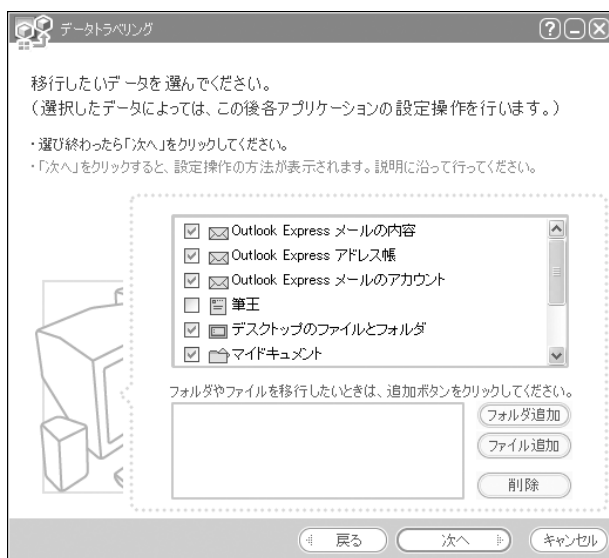 データトラベリング
移行したいデータを選んでください。
(選択したデータによっては、この後各アプリケーションの設定操作を行います。)
・選び終わったら「次へ」をクリックしてください。
・「次へ」をクリックすると、設定操作の方法が表示されます。説明に沿って行ってください。
Outlook Express メールの内容
Outlook Express アドレス帳
Outlook Express メールのアカウント
筆王
デスクトップのファイルとフォルダ
マイドキュメント
フォルダやファイルを移行したいときは、追加ボタンをクリックしてください。
フォルダ追加
ファイル追加
削除
戻る 次へ キャンセル